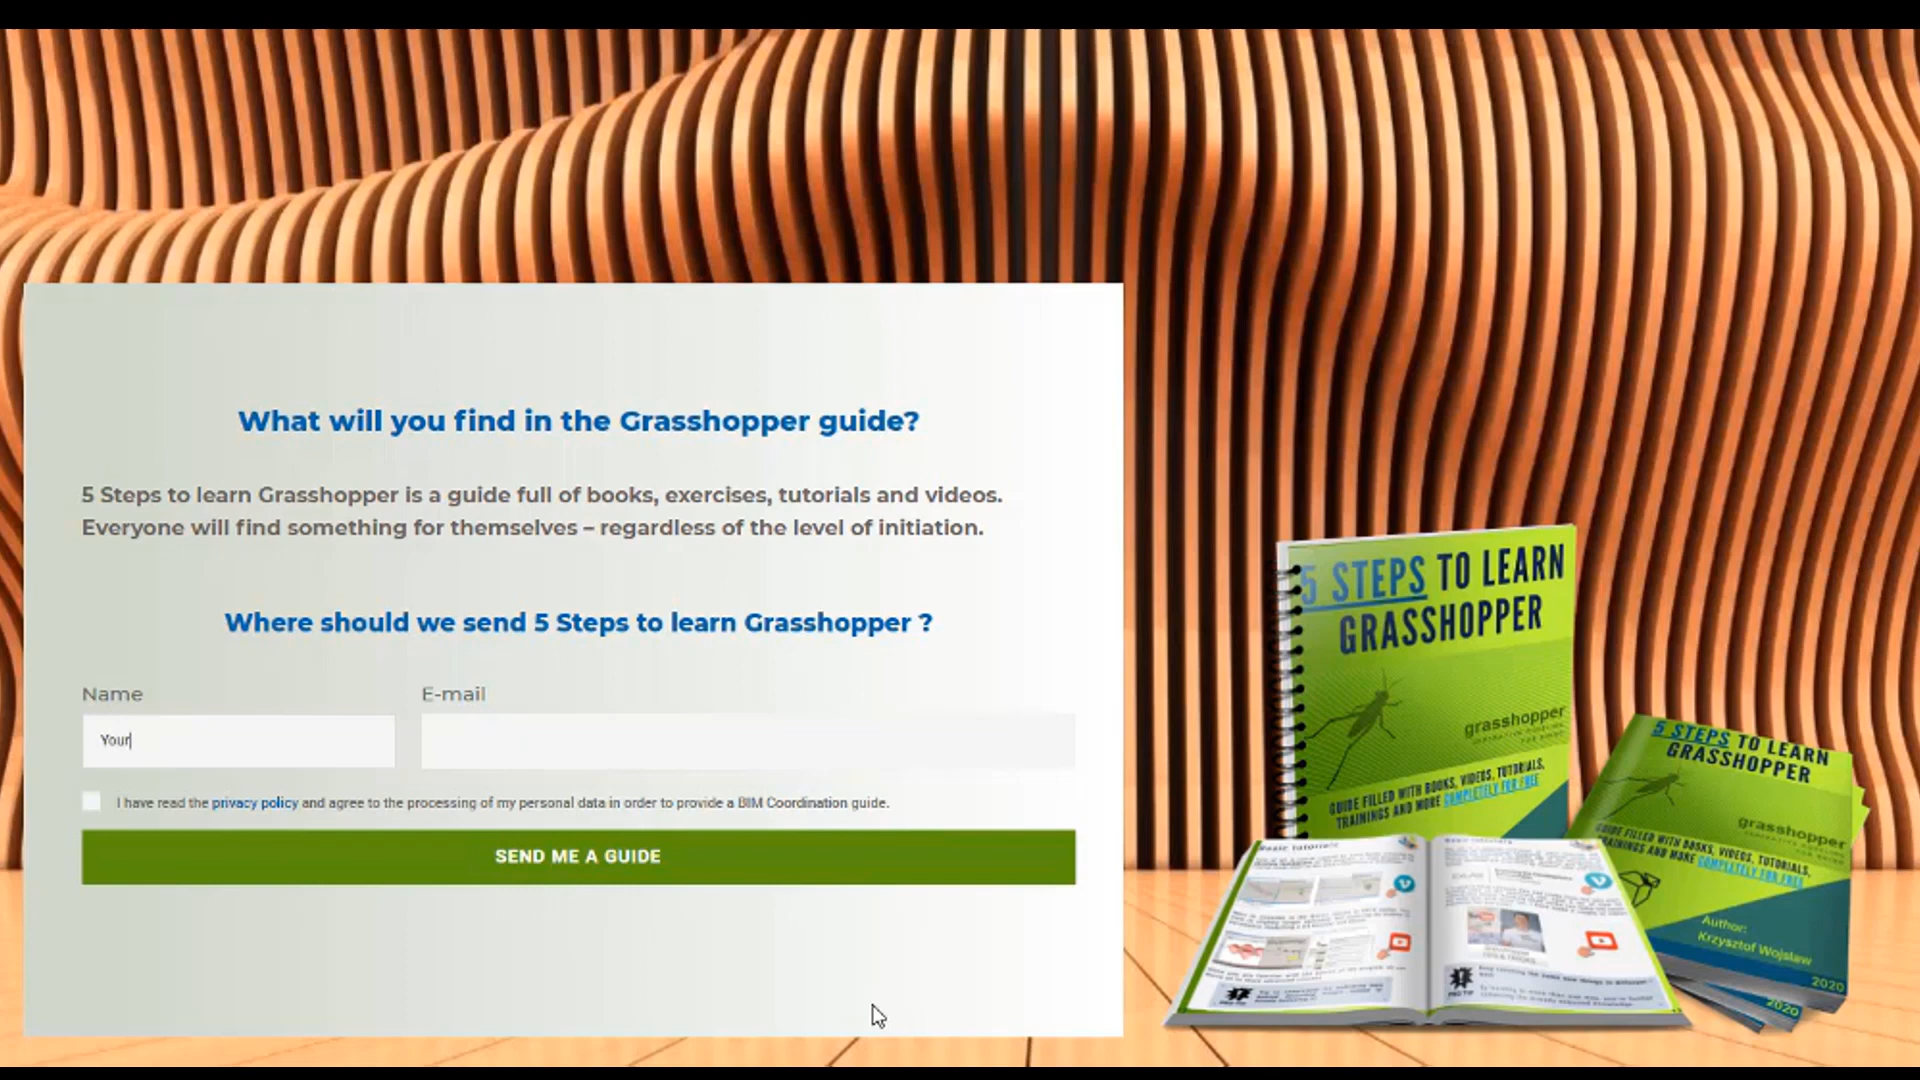 What will you find in the Grasshopper guide?
5 Steps to learn Grasshopper is a guide full of books, exercises, tutorials and videos.
Everyone will find something for themselves – regardless of the level of initiation.
Where should we send 5 Steps to learn Grasshopper ?
Name
E-mail
Your
I have read the privacy policy and agree to the processing of my personal data in order to provide a BIM Coordination guide.
SEND ME A GUIDE
5 STEPS TO LEARN
GRASSHOPPER
grasshopper
GUIDE FILLED WITH BOOKS, VIDEOS, TUTORIALS,
TRAININGS AND MORE COMPLETELY FOR FREE
5 STEPS TO LEARN
GRASSHOPPER
grasshopper
GUIDE FILLED WITH BOOKS, VIDEOS, TUTORIALS,
TRAININGS AND MORE COMPLETELY FOR FREE
Author:
Krzysztof Wojslaw
2020
2020
Basic tutorials